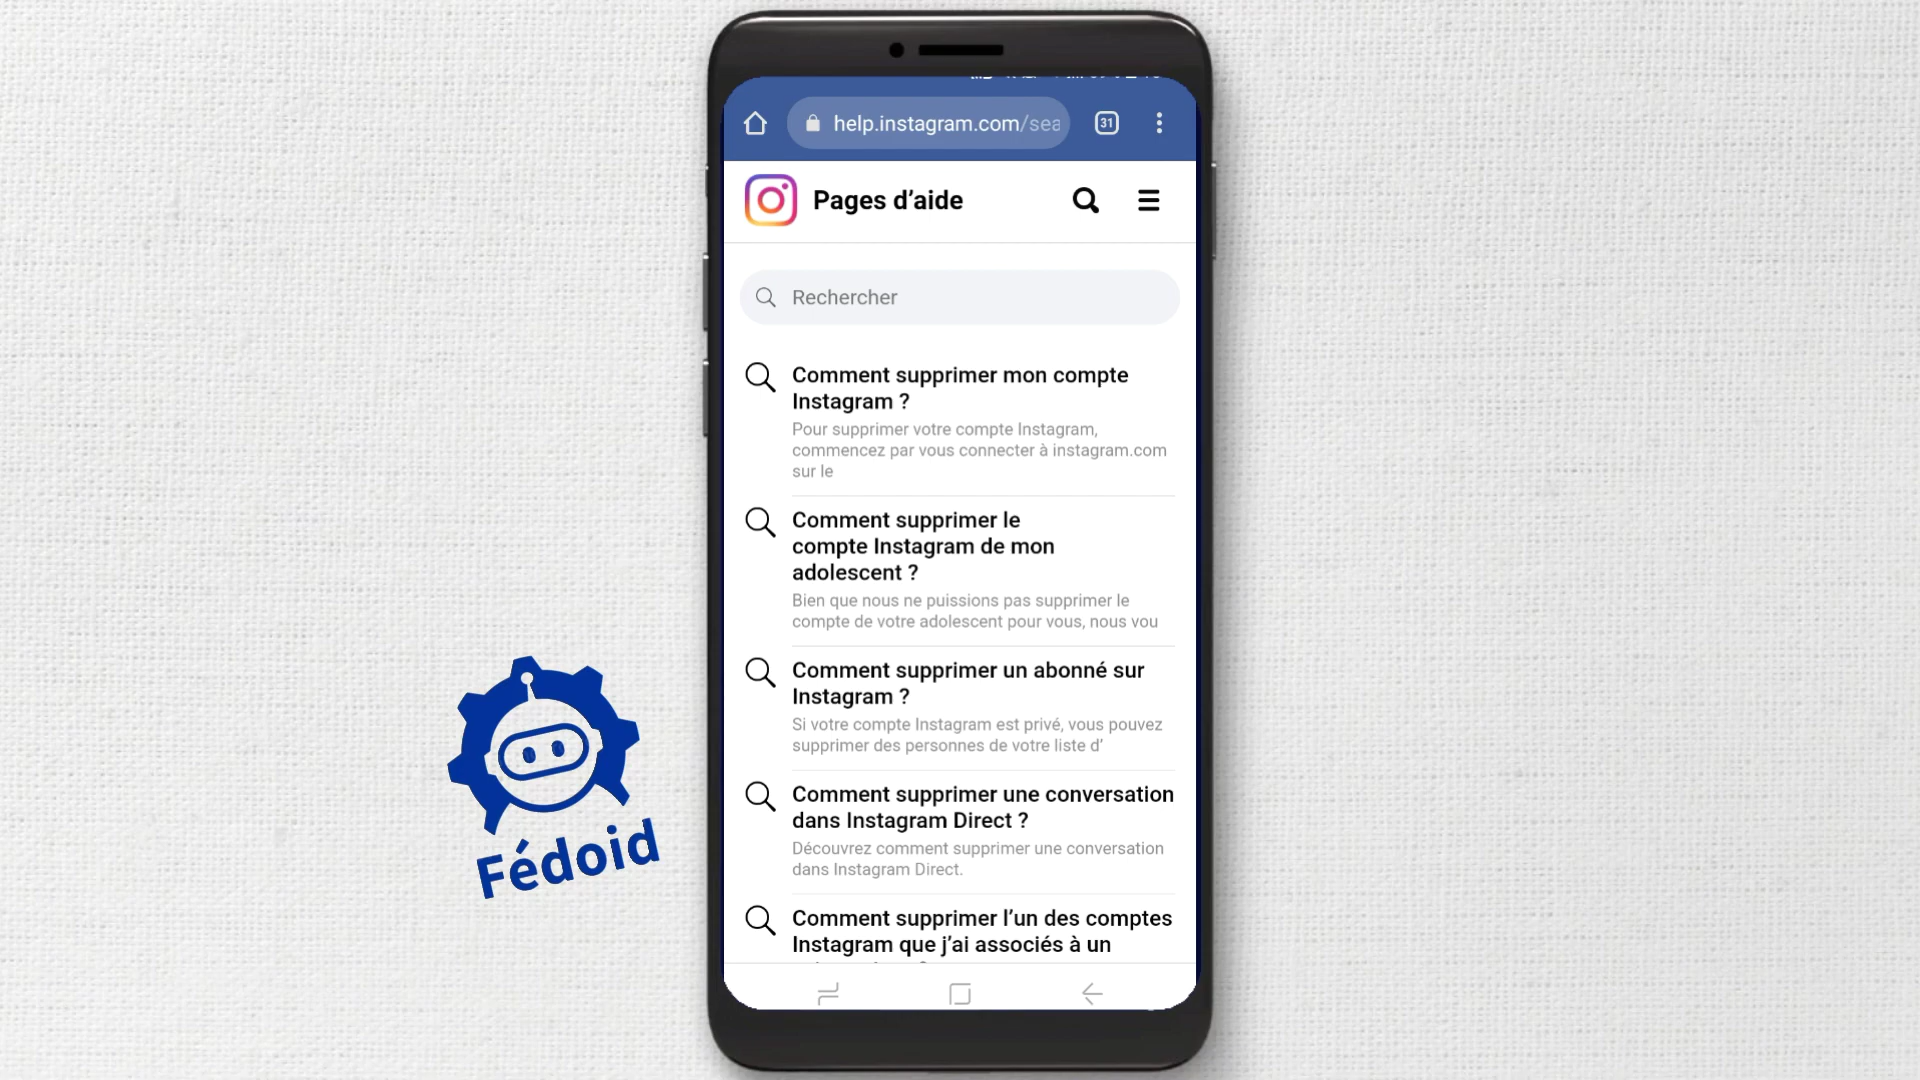 help.instagram.com/sea
31
Pages d’aide
Rechercher
Comment supprimer mon compte
Instagram ?
Pour supprimer votre compte Instagram,
commencez par vous connecter à instagram.com
sur le
Comment supprimer le
compte Instagram de mon
adolescent ?
Bien que nous ne puissions pas supprimer le
compte de votre adolescent pour vous, nous vou
Comment supprimer un abonné sur
Instagram ?
Si votre compte Instagram est privé, vous pouvez
supprimer des personnes de votre liste d’
Comment supprimer une conversation
dans Instagram Direct ?
Découvrez comment supprimer une conversation
dans Instagram Direct.
Comment supprimer l’un des comptes
Instagram que j’ai associés à un
Fédoid